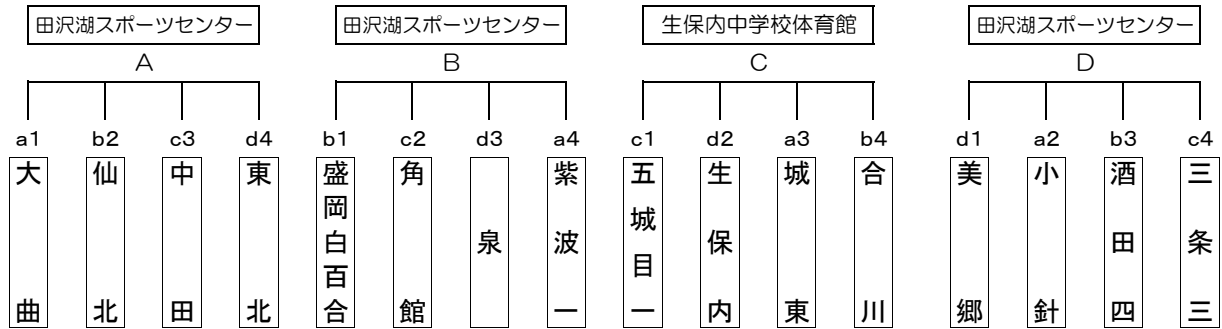 田沢湖スポーツセンター 田沢湖スポーツセンター 生保内中学校体育館 田沢湖スポーツセンター
A B C D
a1 b2 c3 d4 b1 c2 d3 a4 c1 d2 a3 b4 d1 a2 b3 c4
大曲
仙北
中田
東北
盛岡白百合
角館
泉
紫波一
五城目一
生保内
城東
合川
美郷
小針
酒田四
三条三